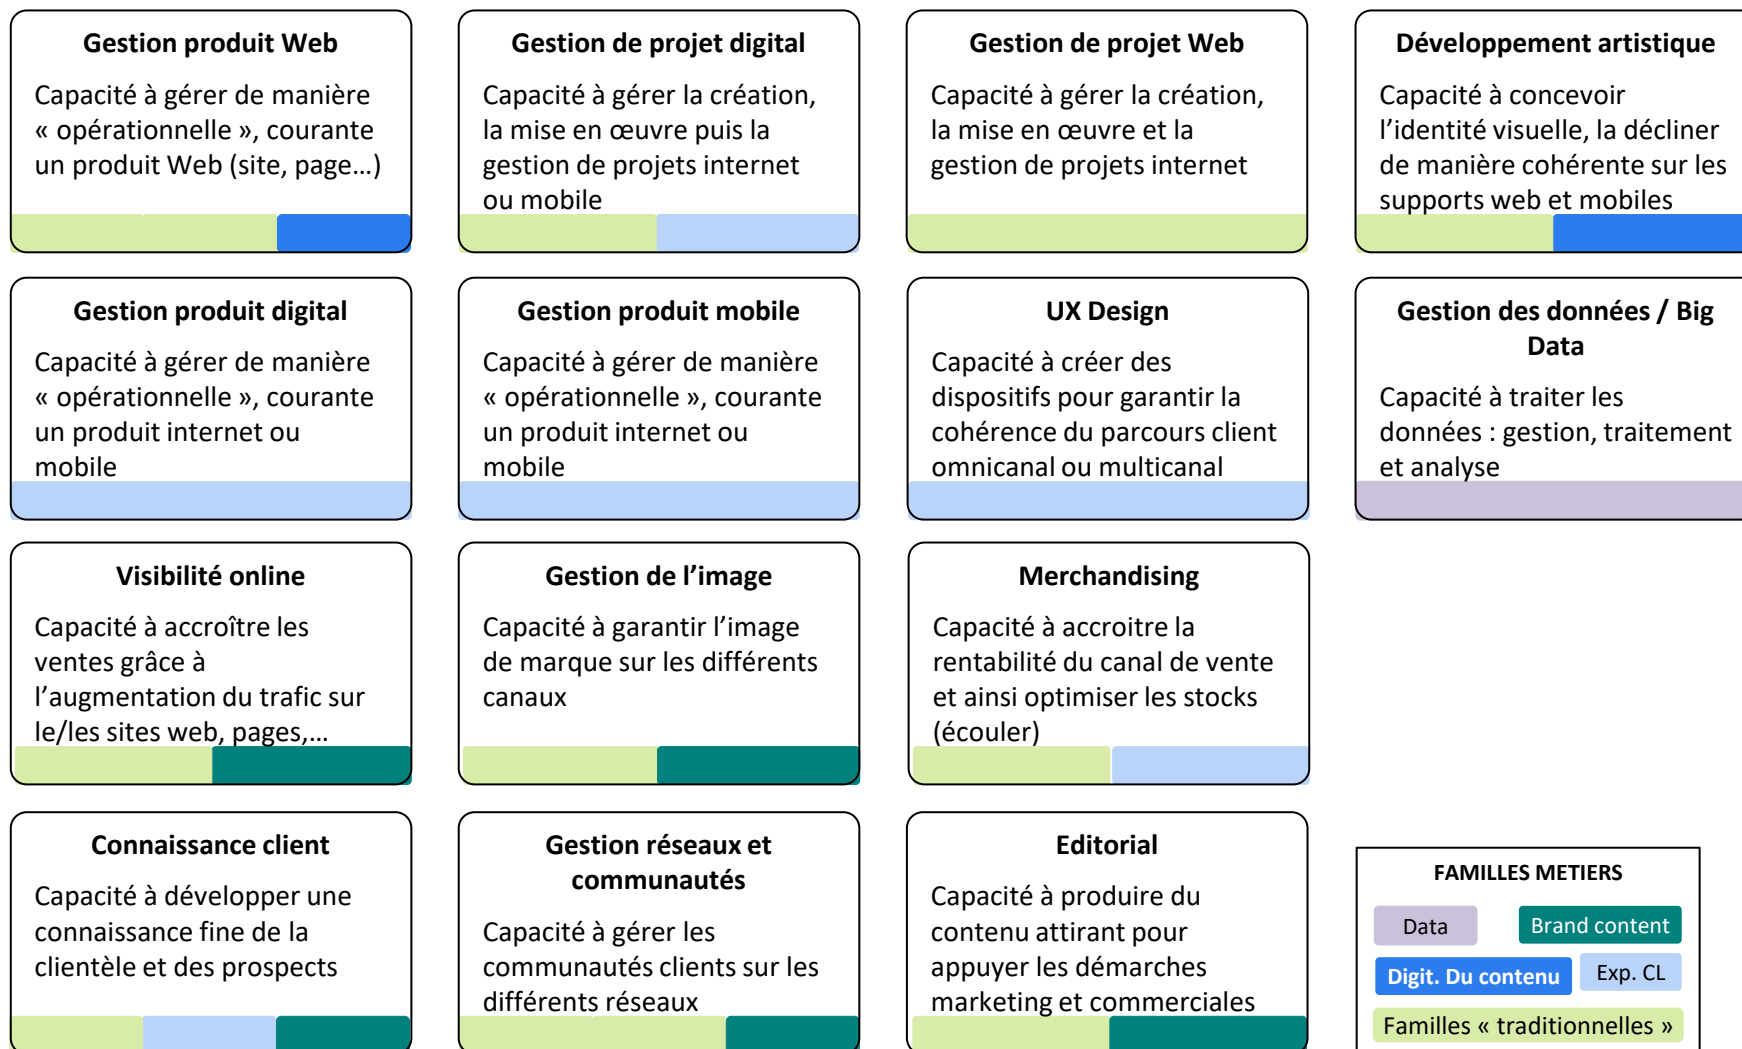 Gestion produit Web
Capacité à gérer de manière
« opérationnelle », courante
un produit Web (site, page…)
Gestion de projet digital
Capacité à gérer la création,
la mise en œuvre puis la
gestion de projets internet
ou mobile
Gestion de projet Web
Capacité à gérer la création,
la mise en œuvre et la
gestion de projets internet
Développement artistique
Capacité à concevoir
l’identité visuelle, la décliner
de manière cohérente sur les
supports web et mobiles
Gestion produit digital
Capacité à gérer de manière
« opérationnelle », courante
un produit internet ou
mobile
Gestion produit mobile
Capacité à gérer de manière
« opérationnelle », courante
un produit internet ou
mobile
UX Design
Capacité à créer des
dispositifs pour garantir la
cohérence du parcours client
omnicanal ou multicanal
Gestion des données / Big
Data
Capacité à traiter les
données : gestion, traitement
et analyse
Visibilité online
Capacité à accroître les
ventes grâce à
l’augmentation du trafic sur
le/les sites web, pages,…
Gestion de l’image
Capacité à garantir l’image
de marque sur les différents
canaux
Merchandising
Capacité à accroitre la
rentabilité du canal de vente
et ainsi optimiser les stocks
(écouler)
Connaissance client
Capacité à développer une
connaissance fine de la
clientèle et des prospects
Gestion réseaux et
communautés
Capacité à gérer les
communautés clients sur les
différents réseaux
Editorial
Capacité à produire du
contenu attirant pour
appuyer les démarches
marketing et commerciales
FAMILLES METIERS
Data
Brand content
Digit. Du contenu
Exp. CL
Familles « traditionnelles »